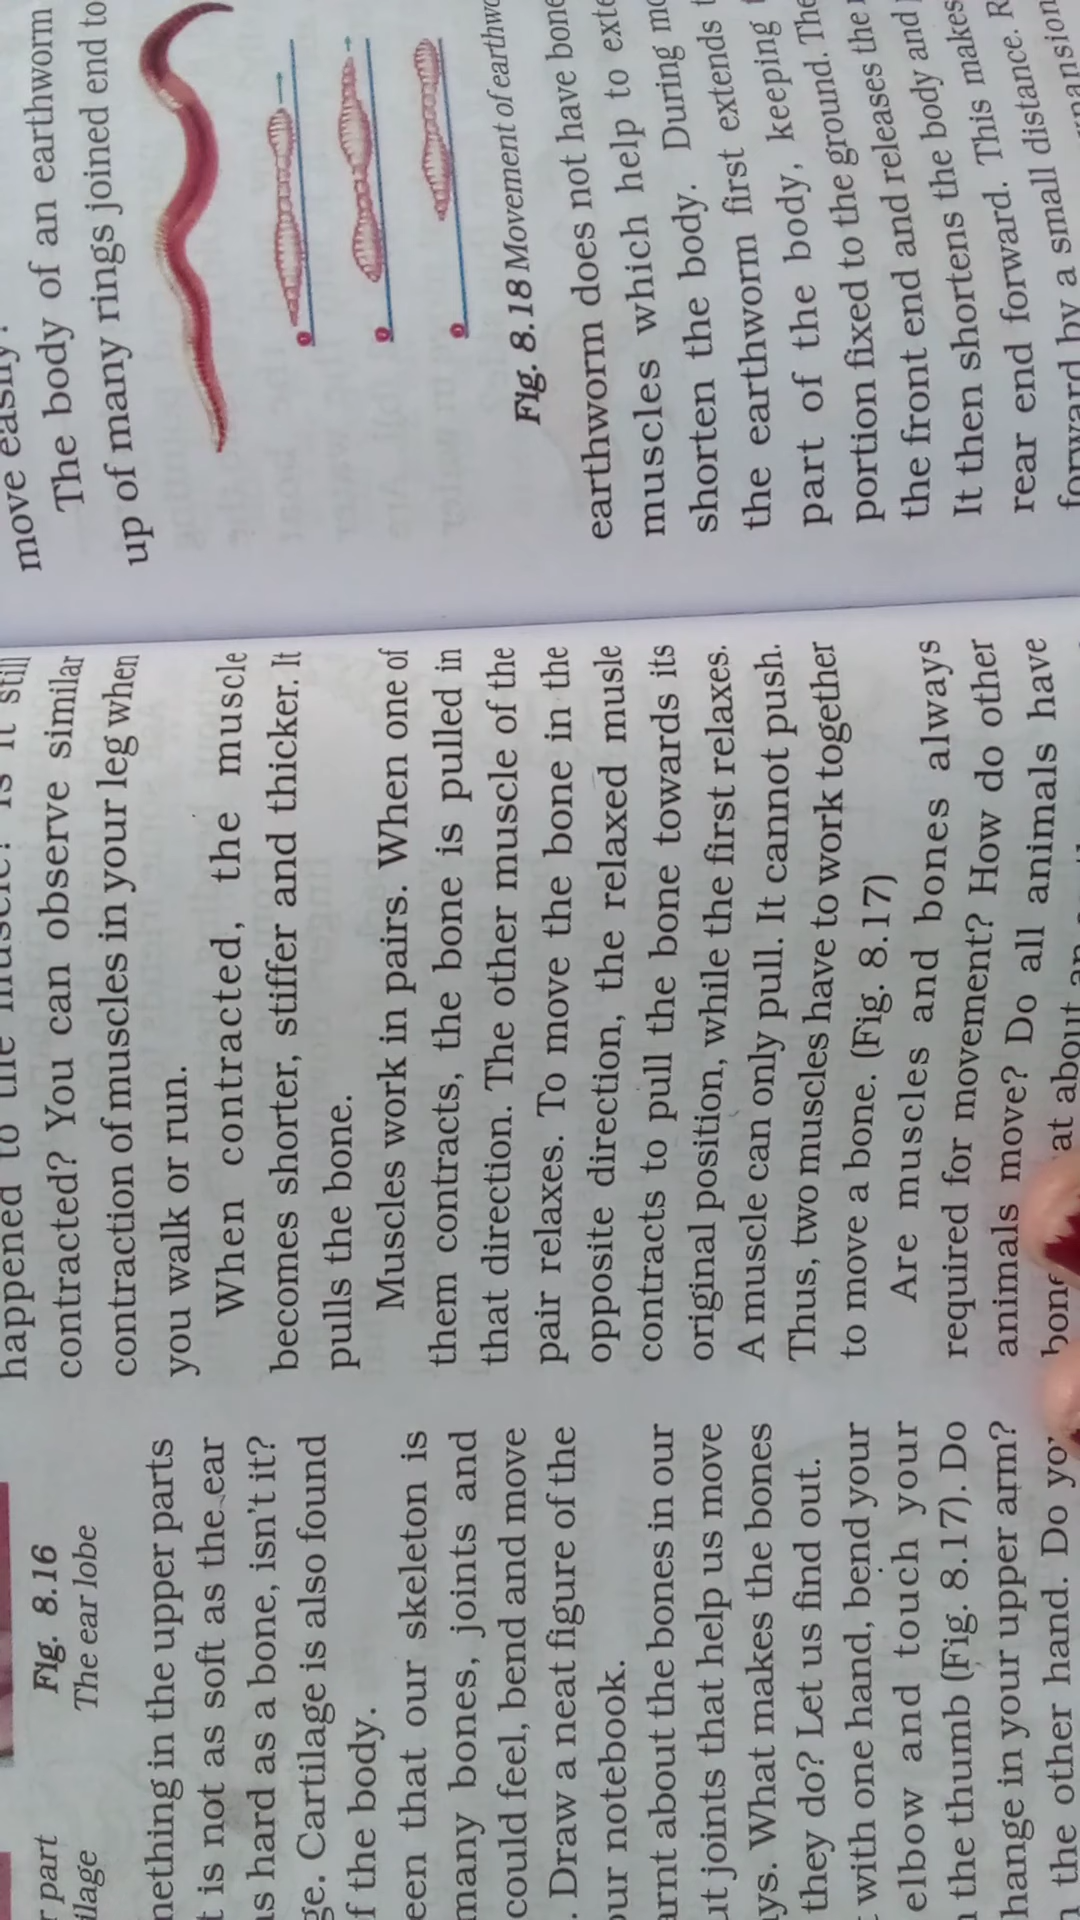 Fig. 8.16
The ear lobe
part
nething in the upper parts
t is not as soft as the ear
as hard as a bone, isn't it?
ge. Cartilage is also found
f the body.
een that our skeleton is
many bones, joints and
could feel, bend and move
. Draw a neat figure of the
our notebook.
arnt about the bones in our
ut joints that help us move
ys. What makes the bones
they do? Let us find out.
with one hand, bend your
elbow and touch your
the thumb (Fig. 8.17). Do
hange in your upper arm?
the other hand. Do yo
happened to the
contracted? You can observe similar
contraction of muscles in your leg when
you walk or run.
When contracted, the muscle
becomes shorter, stiffer and thicker. It
pulls the bone.
Muscles work in pairs. When one of
them contracts, the bone is pulled in
that direction. The other muscle of the
pair relaxes. To move the bone in the
opposite direction, the relaxed musle
contracts to pull the bone towards its
original position, while the first relaxes.
A muscle can only pull. It cannot push.
Thus, two muscles have to work together
to move a bone. (Fig. 8.17)
Are muscles and bones always
required for movement? How do other
animals move? Do all animals have
bone at about
move easily?
The body of an earthworm
up of many rings joined end to
Fig. 8.18 Movement of earthwo
earthworm does not have bone
muscles which help to exte
shorten the body. During mo
the earthworm first extends t
part of the body, keeping t
portion fixed to the ground. The
the front end and releases the
It then shortens the body and
rear end forward. This makes
forward by a small distance. R